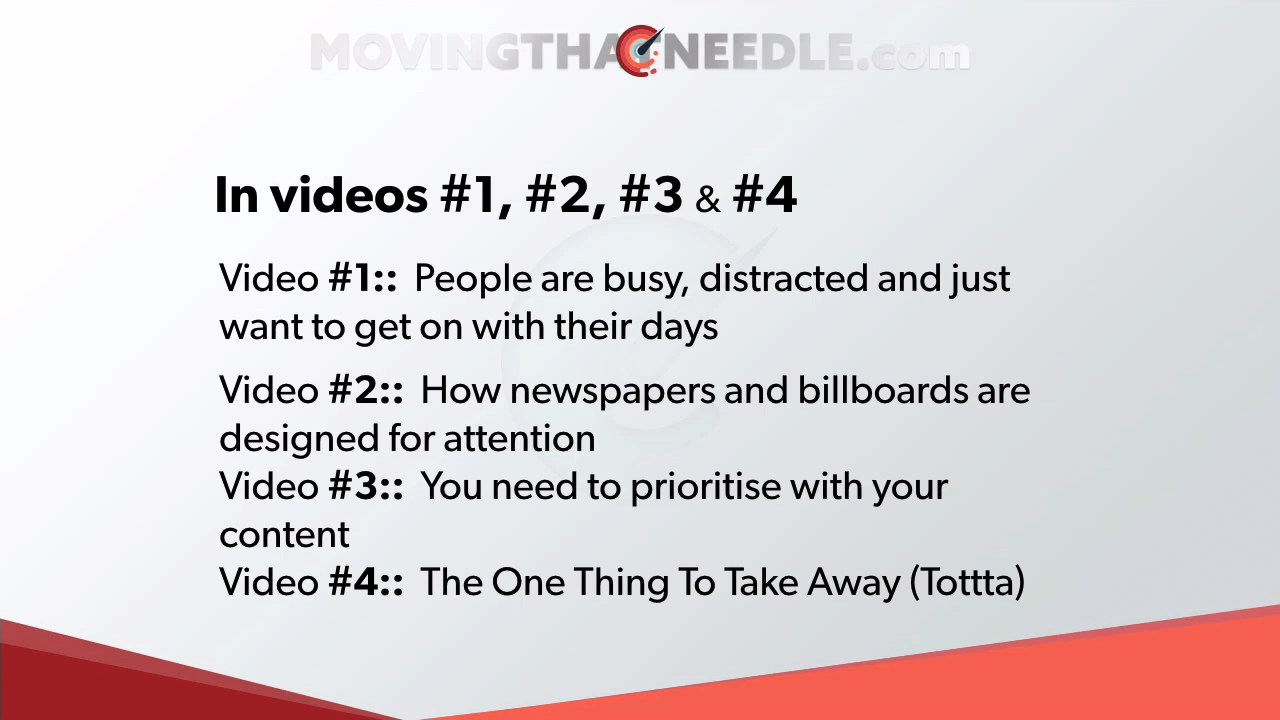 MOVINGTHATNEEDLE.com
In videos #1, #2, #3 & #4
Video #1:: People are busy, distracted and just
want to get on with their days
Video #2:: How newspapers and billboards are
designed for attention
Video #3:: You need to prioritise with your
content
Video #4:: The One Thing To Take Away (Tottta)